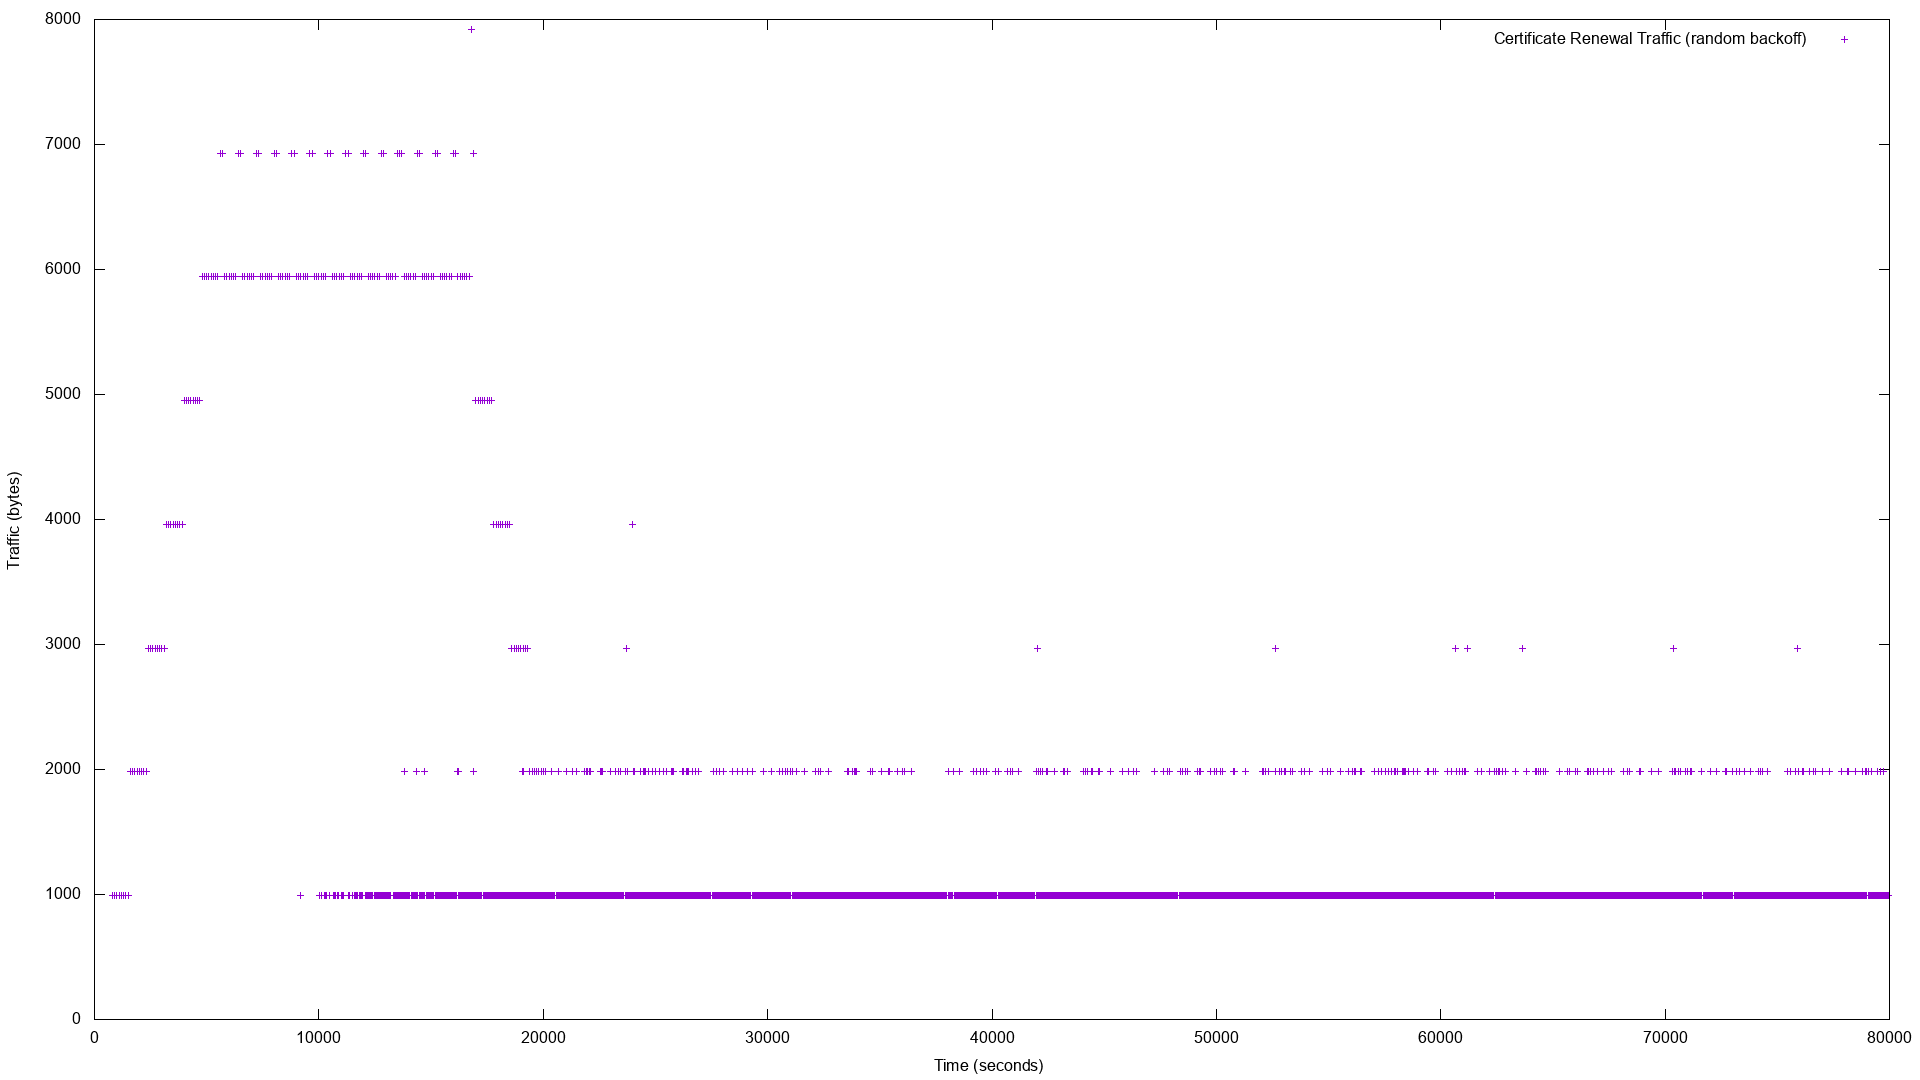 8000
7000
6000
5000
4000
3000
2000
1000
0
0 10000 20000 30000 40000 50000 60000 70000 80000
Traffic (bytes)
Time (seconds)
Certificate Renewal Traffic (random backoff)